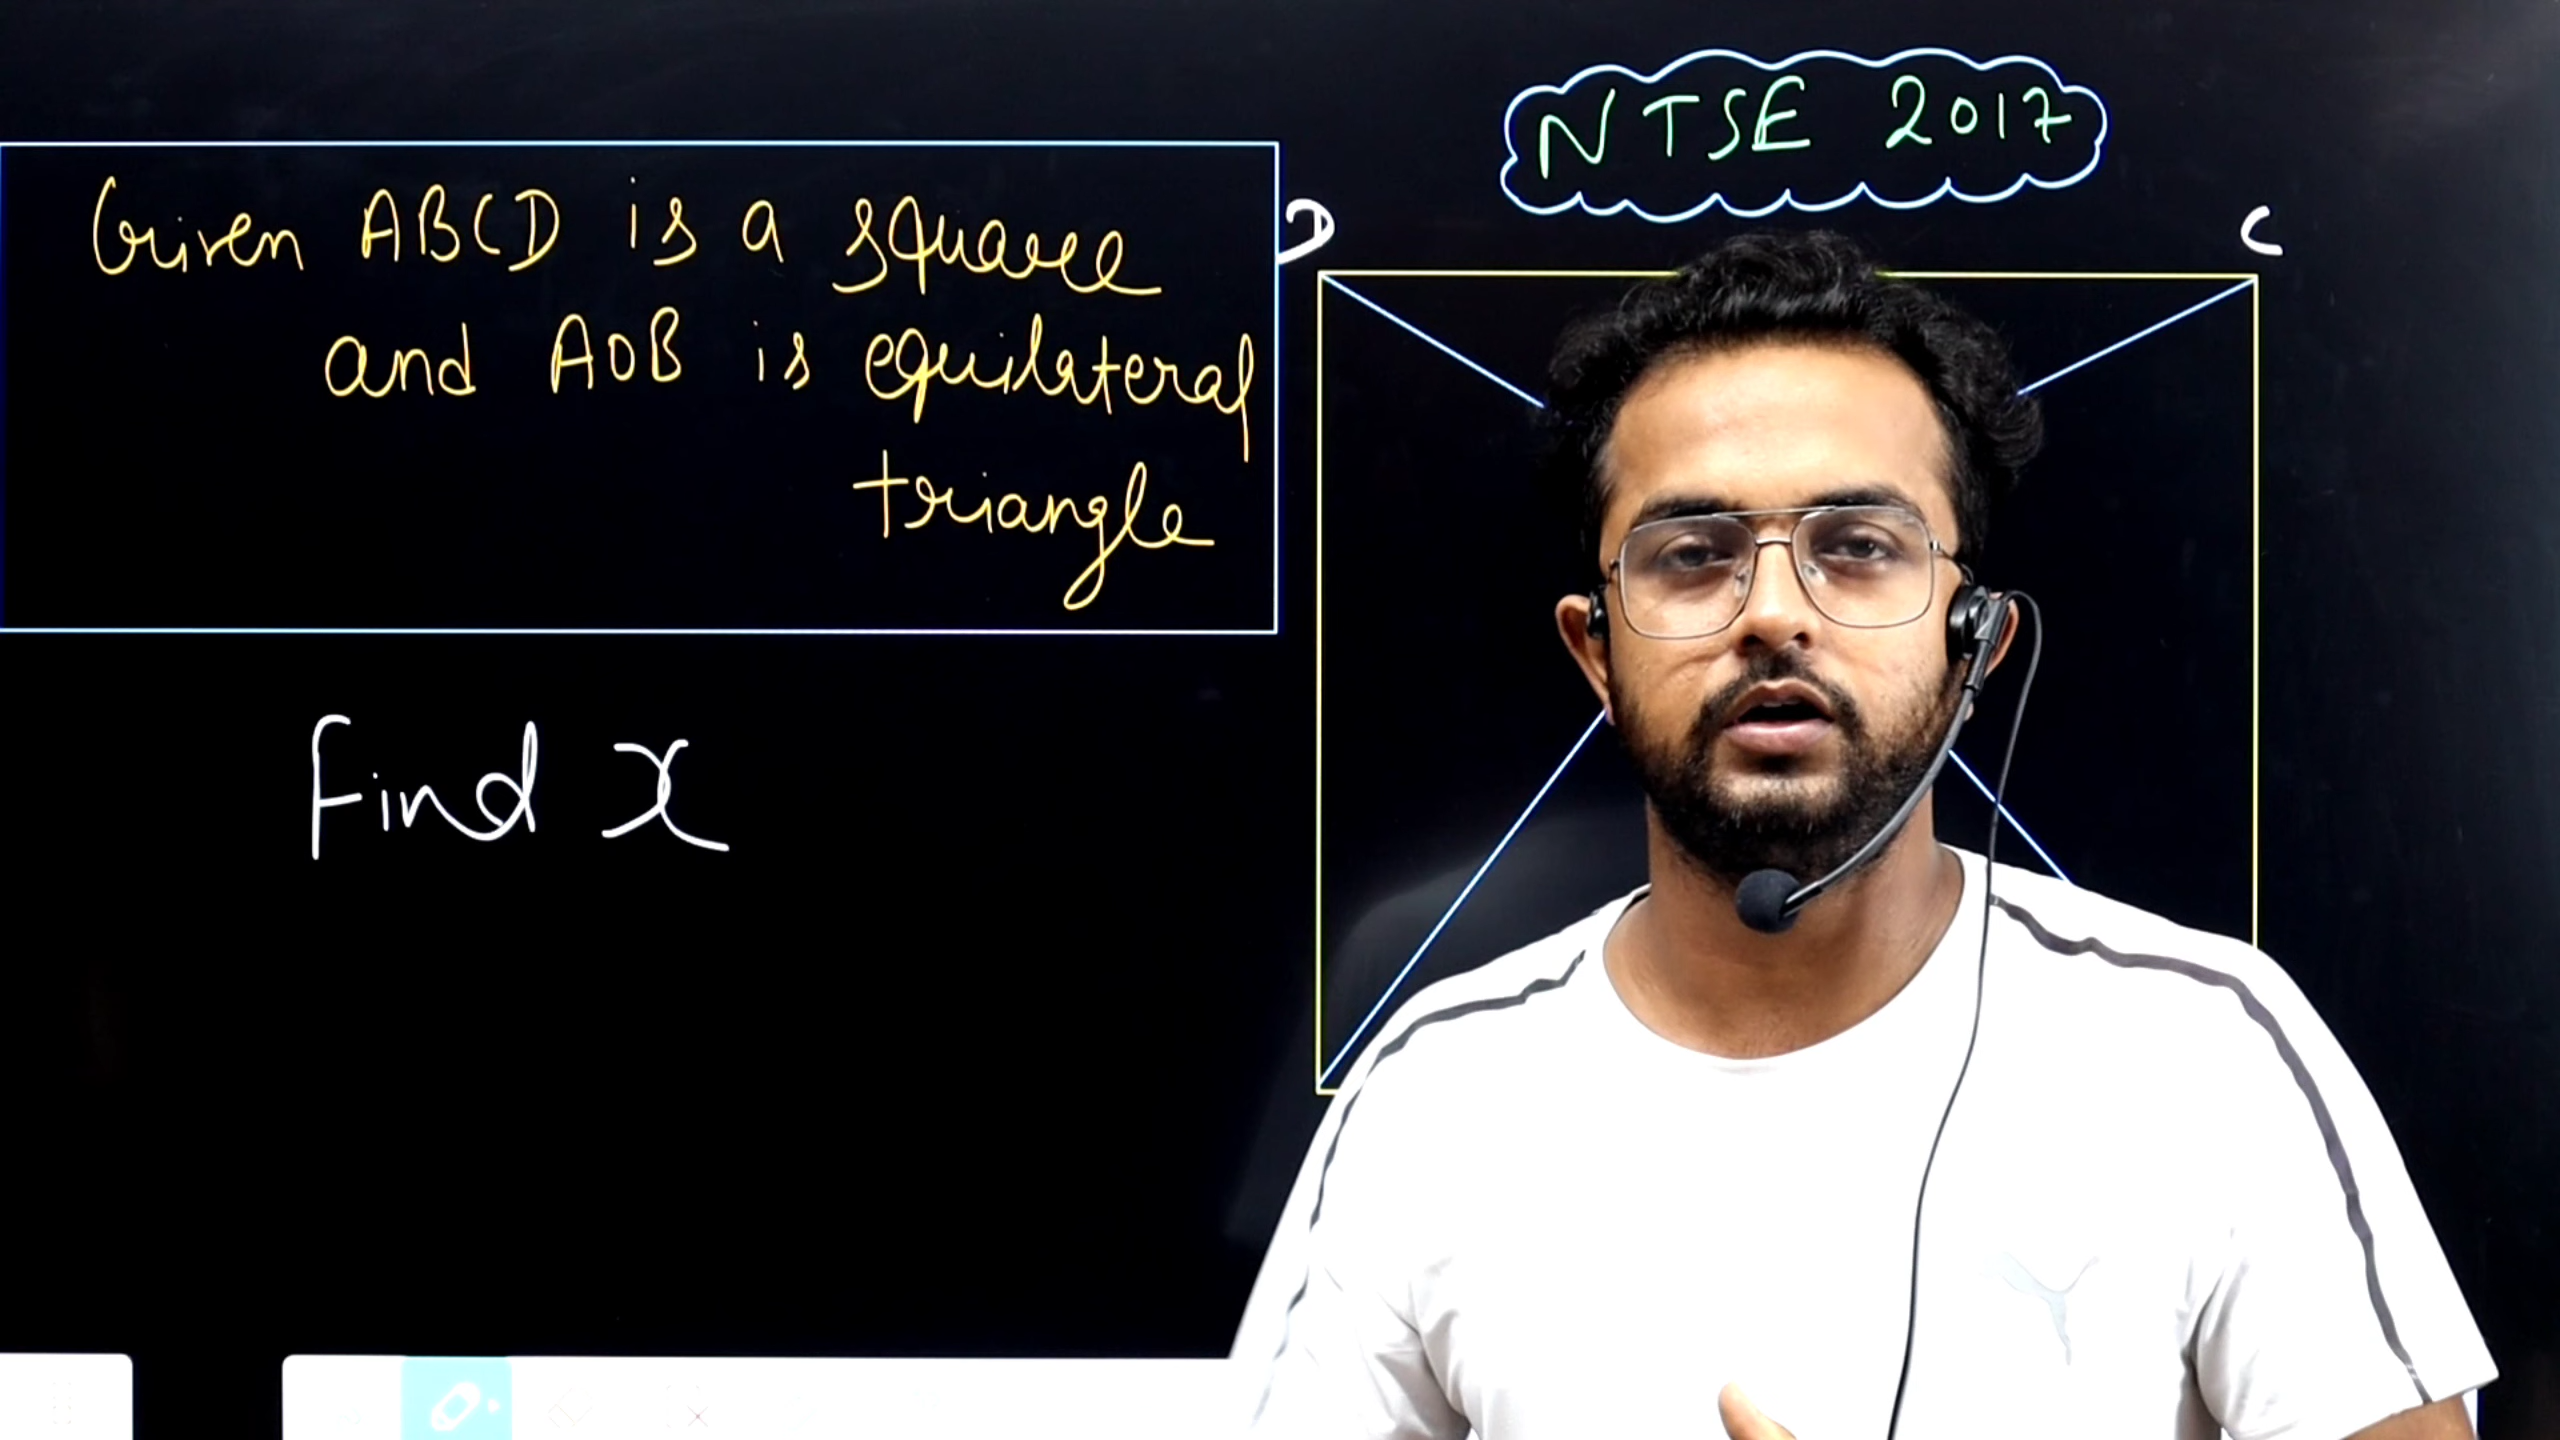 NTSE 2017
Given ABCD is a square
and AOB is equilateral
triangle
D
C
Find x